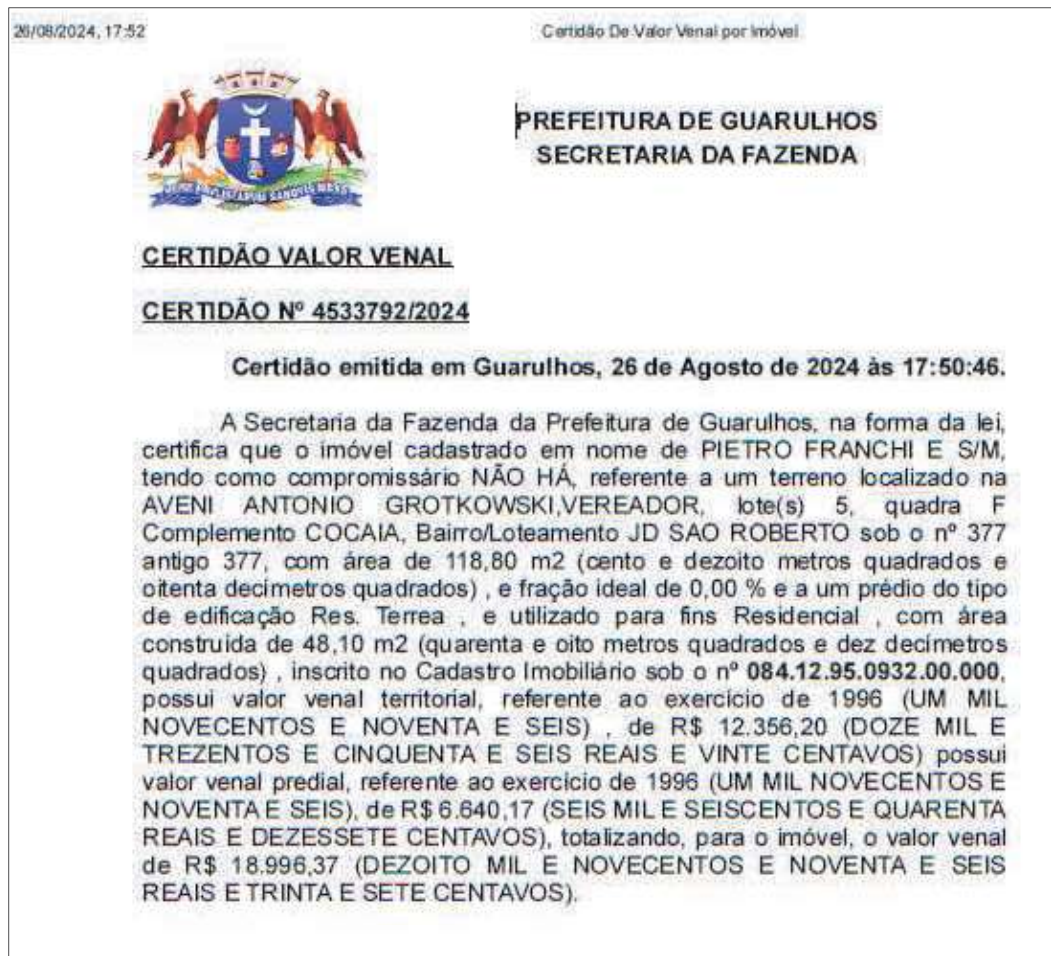 26/08/2024, 17:52
Certidão De Valor Venal por Imóvel
PREFEITURA DE GUARULHOS
SECRETARIA DA FAZENDA
CERTIDÃO VALOR VENAL
CERTIDÃO Nº 4533792/2024
Certidão emitida em Guarulhos, 26 de Agosto de 2024 às 17:50:46.
A Secretaria da Fazenda da Prefeitura de Guarulhos, na forma da lei,
certifica que o imóvel cadastrado em nome de PIETRO FRANCHI E S/M,
tendo como compromissário NÃO HÁ, referente a um terreno localizado na
AVENI ANTONIO GROTKOWSKI,VEREADOR, lote(s) 5, quadra F
Complemento COCAIA, Bairro/Loteamento JD SAO ROBERTO sob o nº 377
antigo 377, com área de 118,80 m2 (cento e dezoito metros quadrados e
oitenta decímetros quadrados) , e fração ideal de 0,00 % e a um prédio do tipo
de edificação Res. Terrea , e utilizado para fins Residencial , com área
construída de 48,10 m2 (quarenta e oito metros quadrados e dez decímetros
quadrados) , inscrito no Cadastro Imobiliário sob o nº 084.12.95.0932.00.000,
possui valor venal territorial, referente ao exercício de 1996 (UM MIL
NOVECENTOS E NOVENTA E SEIS) , de R$ 12.356,20 (DOZE MIL E
TREZENTOS E CINQUENTA E SEIS REAIS E VINTE CENTAVOS) possui
valor venal predial, referente ao exercício de 1996 (UM MIL NOVECENTOS E
NOVENTA E SEIS), de R$ 6.640,17 (SEIS MIL E SEISCENTOS E QUARENTA
REAIS E DEZESSETE CENTAVOS), totalizando, para o imóvel, o valor venal
de R$ 18.996,37 (DEZOITO MIL E NOVECENTOS E NOVENTA E SEIS
REAIS E TRINTA E SETE CENTAVOS).